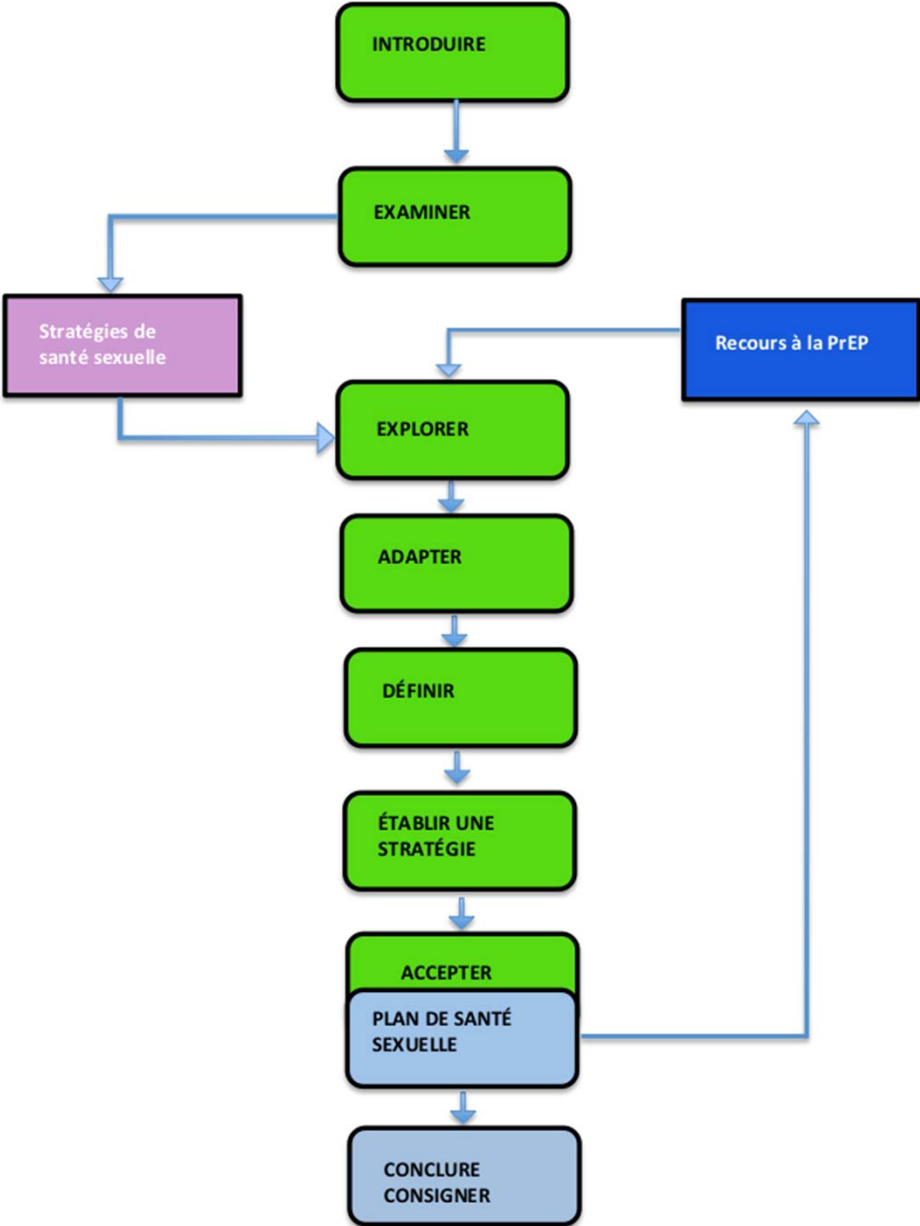 INTRODUIRE
EXAMINER
Stratégies de
santé sexuelle
Recours à la PrEP
EXPLORER
ADAPTER
DÉFINIR
ÉTABLIR UNE
STRATÉGIE
ACCEPTER
PLAN DE SANTÉ
SEXUELLE
CONCLURE
CONSIGNER